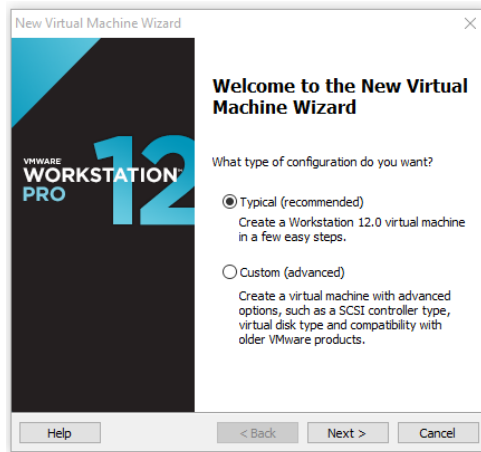 New Virtual Machine Wizard
VMWARE
WORKSTATION™
PRO
12
Welcome to the New Virtual
Machine Wizard
What type of configuration do you want?
Typical (recommended)
Create a Workstation 12.0 virtual machine
in a few easy steps.
Custom (advanced)
Create a virtual machine with advanced
options, such as a SCSI controller type,
virtual disk type and compatibility with
older VMware products.
Help
< Back
Next >
Cancel